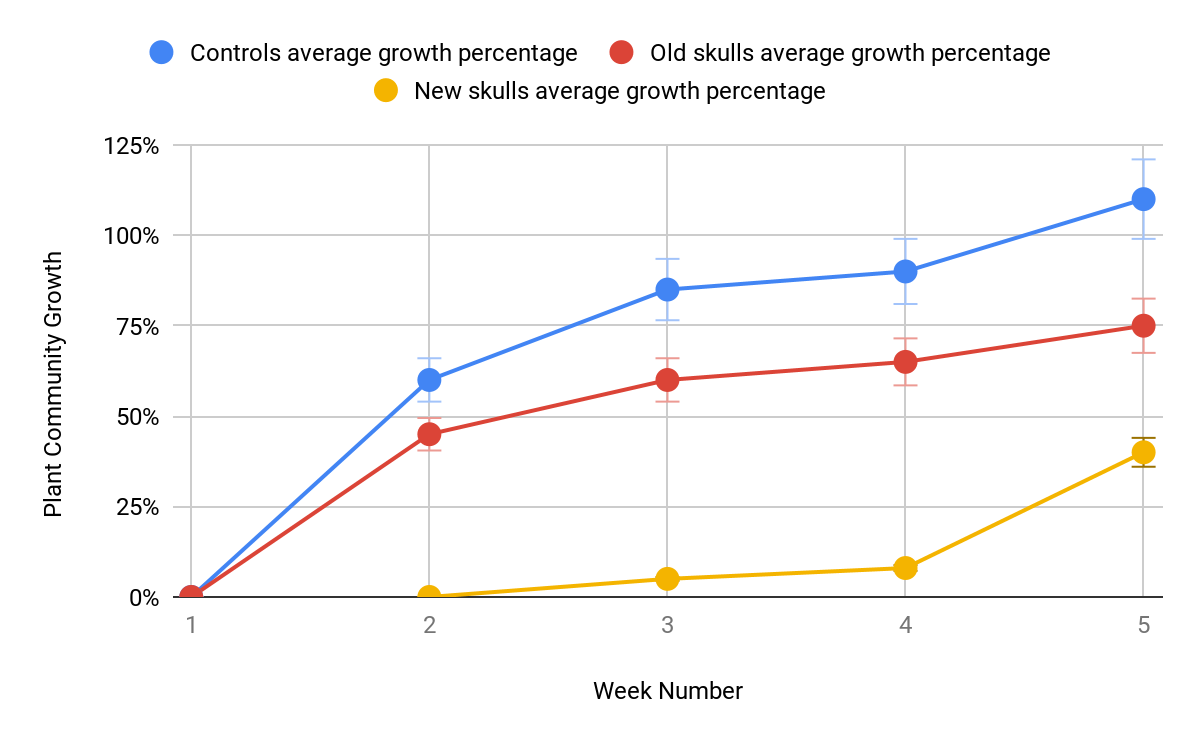 Controls average growth percentage Old skulls average growth percentage
New skulls average growth percentage
125%
100%
75%
50%
25%
0%
Plant Community Growth
1 2 3 4 5
Week Number